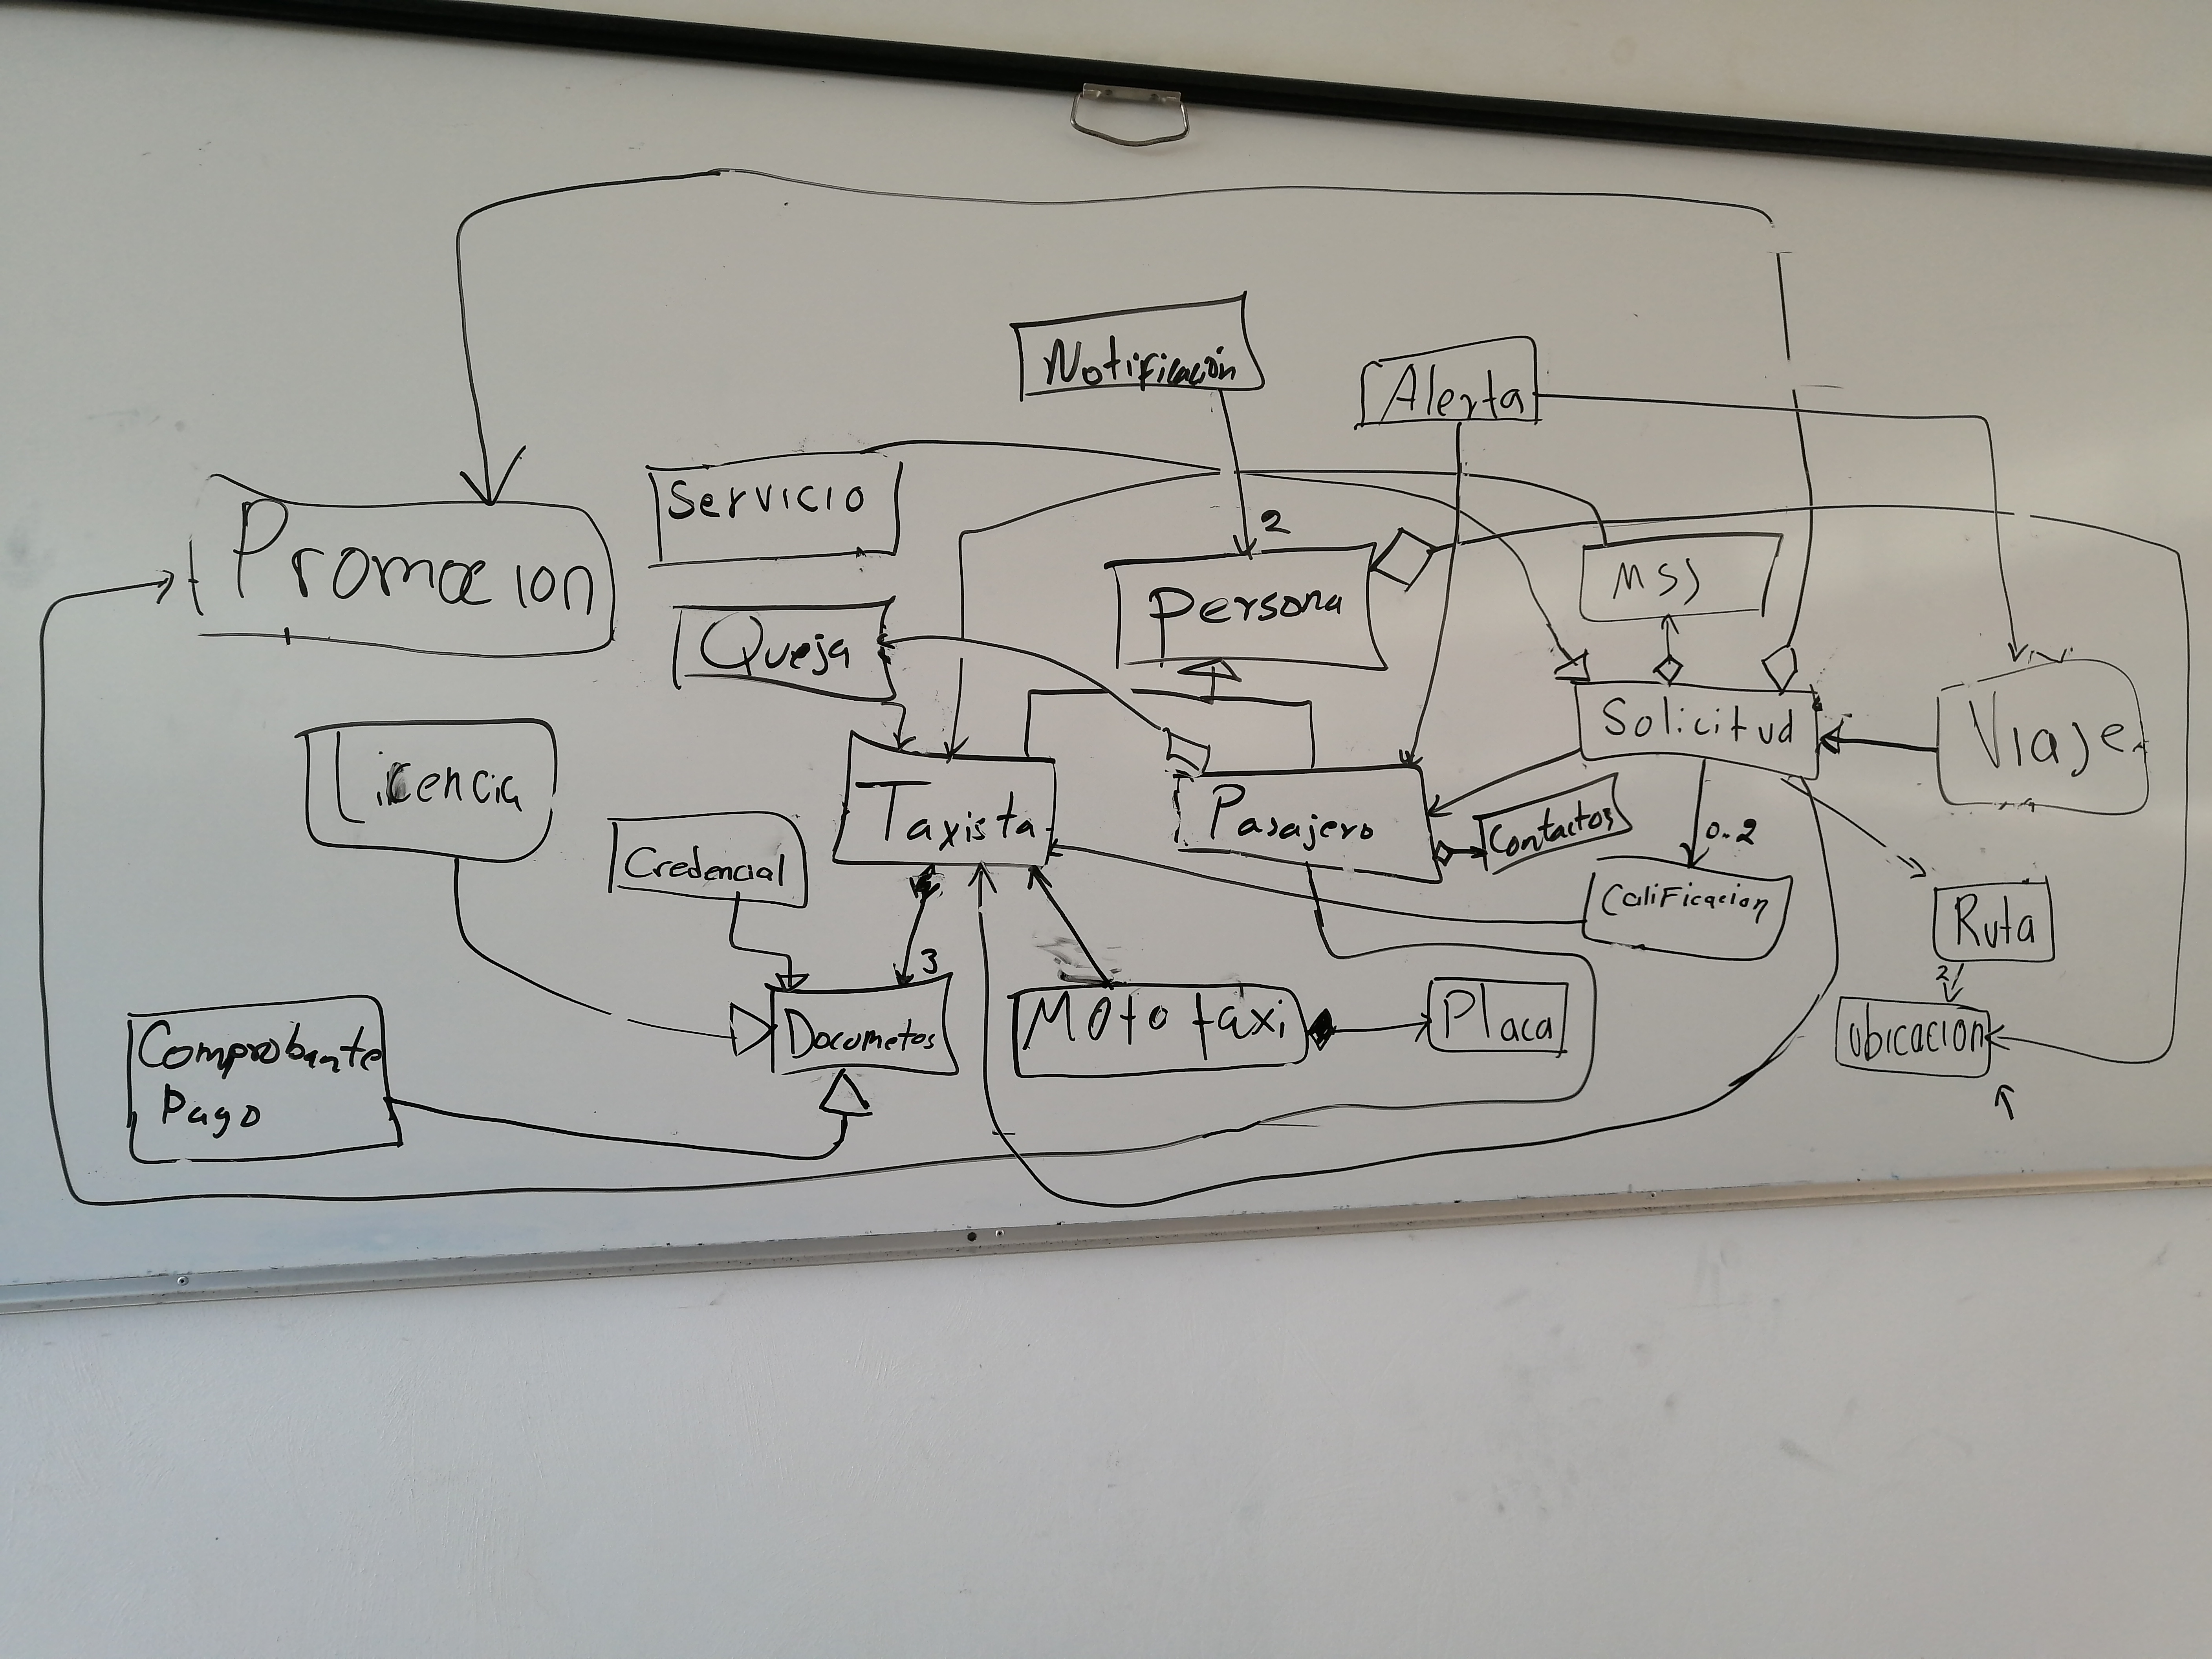 Notificación
Alerta
Servicio
2
Promocion
Persona
MSJ
Queja
Solicitud
Viaje
Licencia
Taxista
Pasajero
Contactos
0..2
Credencial
Calificacion
Ruta
3
2
Documetos
Moto taxi
Placa
Ubicacion
Comprobante
Pago